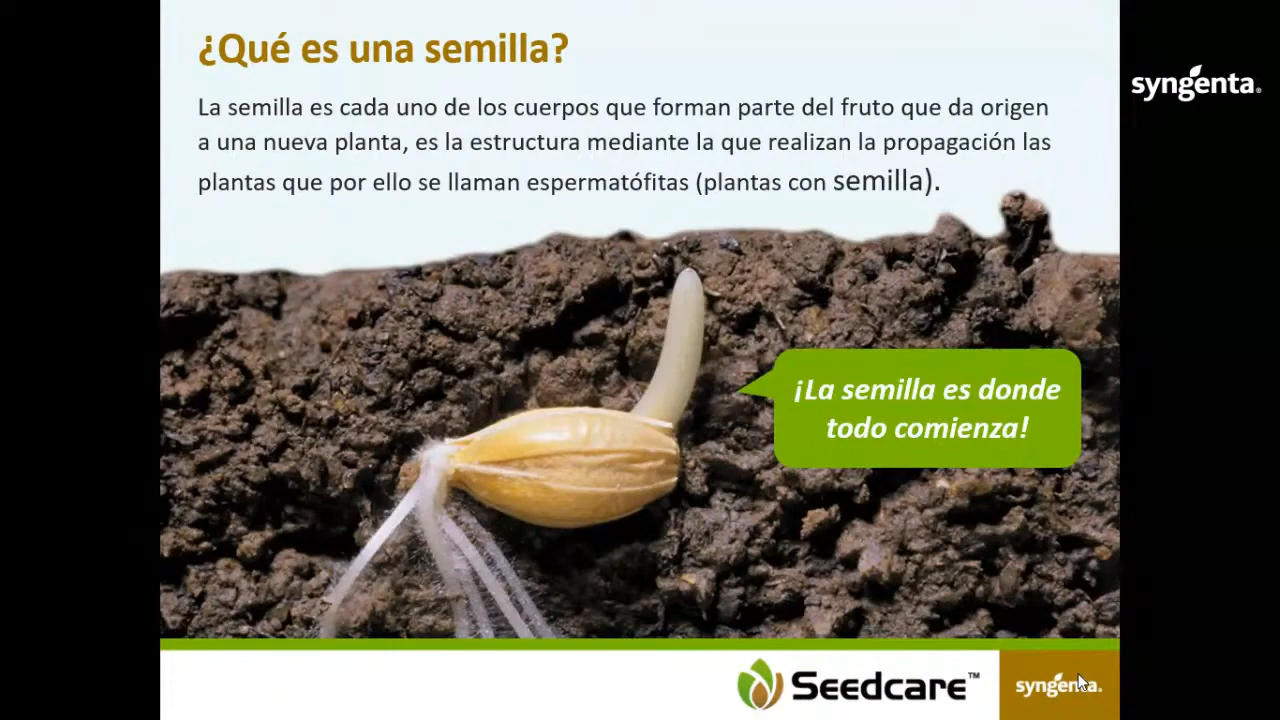 ¿Qué es una semilla?
La semilla es cada uno de los cuerpos que forman parte del fruto que da origen
a una nueva planta, es la estructura mediante la que realizan la propagación las
plantas que por ello se llaman espermatófitas (plantas con semilla).
syngenta.
¡La semilla es donde
todo comienza!
Seedcare™
syngenta.